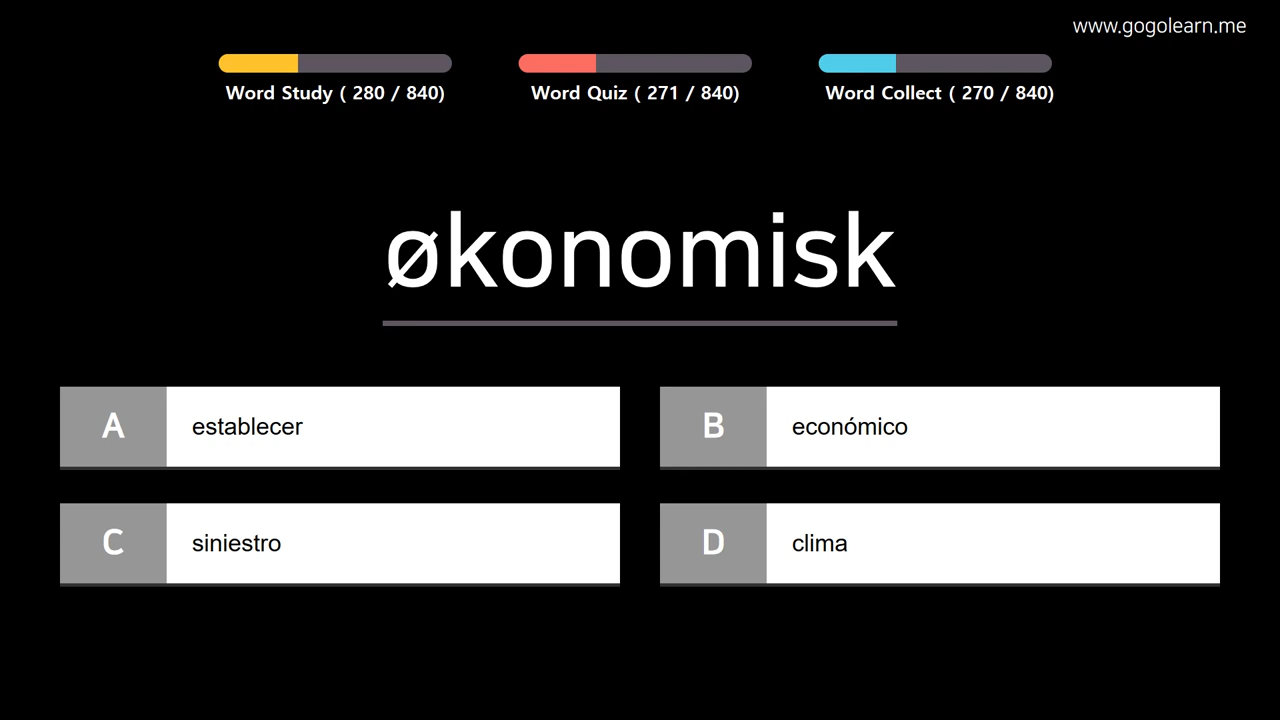 www.gogolearn.me
Word Study ( 280 / 840)
Word Quiz ( 271 / 840)
Word Collect ( 270 / 840)
økonomisk
A establecer
B económico
C siniestro
D clima